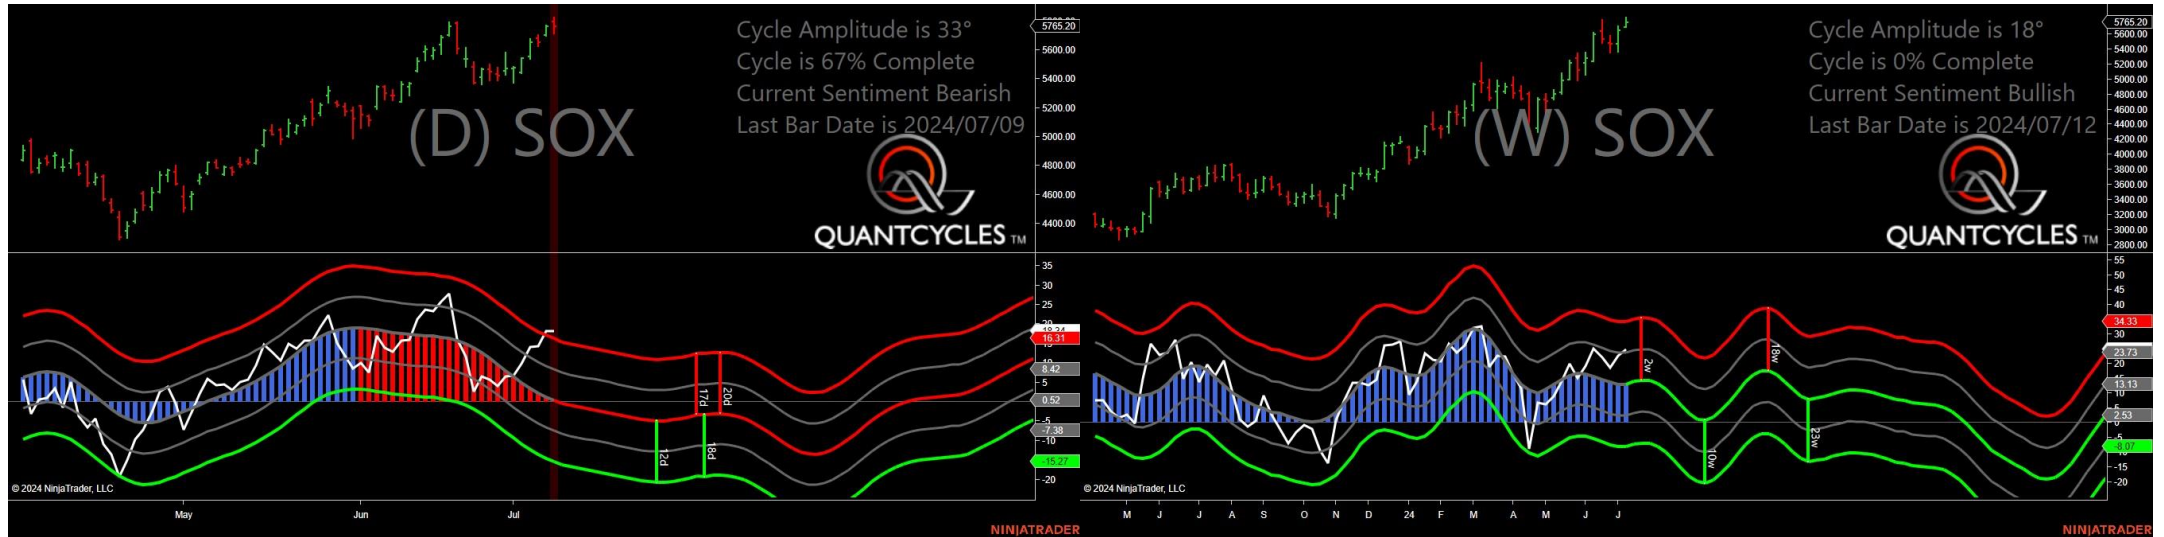 Cycle Amplitude is 33°
Cycle is 67% Complete
Current Sentiment Bearish
Last Bar Date is 2024/07/09
(D) SOX
QUANTCYCLES TM
5765.20
5600.00
5400.00
5200.00
5000.00
4800.00
4600.00
4400.00
35
30
25
16.31
8.42
5
0.52
-5
-7.38
-10
-15.27
-20
12d
17d
18d
20d
© 2024 NinjaTrader, LLC
May Jun Jul
NINJATRADER
Cycle Amplitude is 18°
Cycle is 0% Complete
Current Sentiment Bullish
Last Bar Date is 2024/07/12
(W) SOX
QUANTCYCLES TM
5765.20
5600.00
5400.00
5200.00
5000.00
4800.00
4600.00
4400.00
4200.00
4000.00
3800.00
3600.00
3400.00
3200.00
3000.00
2800.00
55
50
45
40
34.33
30
23.73
20
13.13
10
2.53
-8.07
-15
-20
2w
10w
18w
23w
© 2024 NinjaTrader, LLC
M J J A S O N D 24 F M A M J J
NINJATRADER